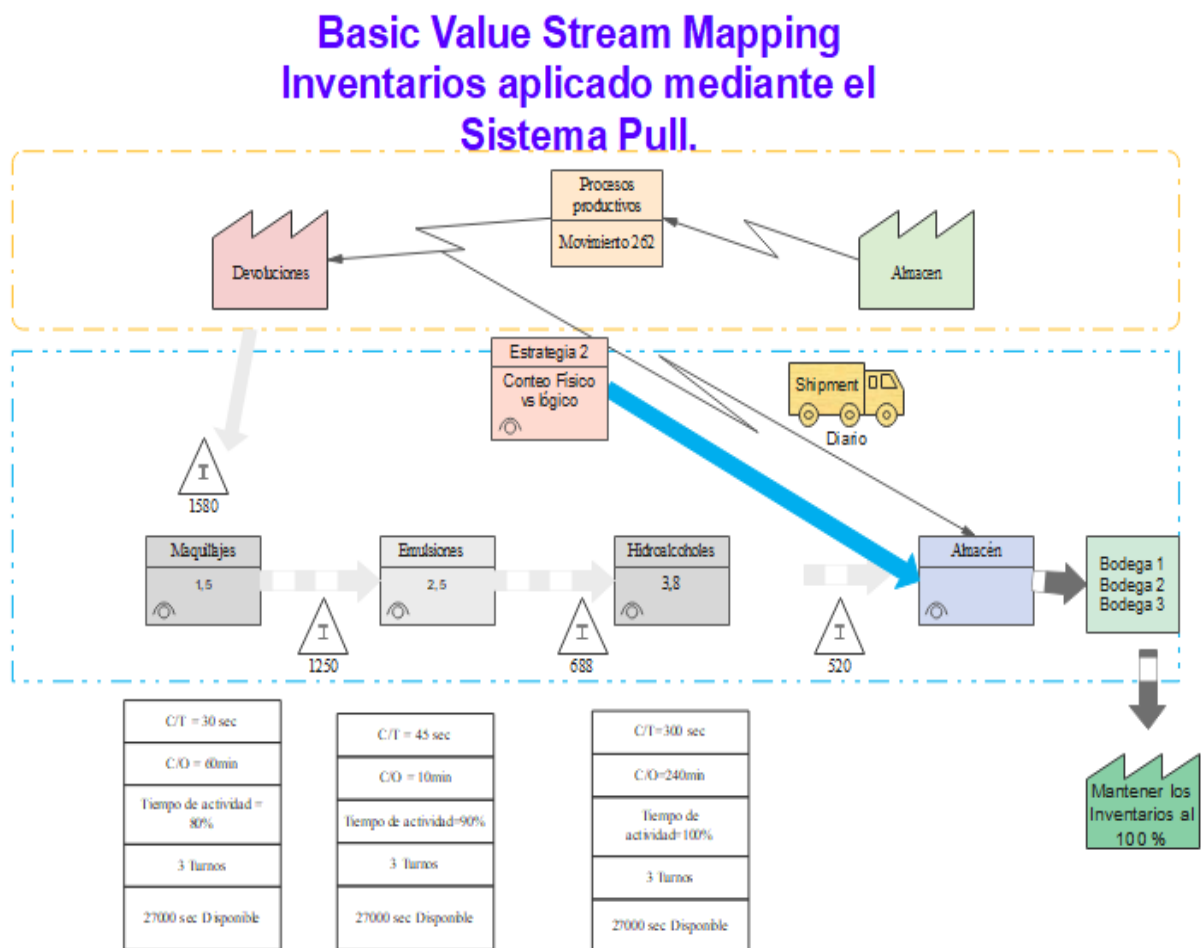 Basic Value Stream Mapping
Inventarios aplicado mediante el
Sistema Pull.
Procesos
productivos
Movimiento 262
Devoluciones
Almacen
Estrategia 2
Conteo Físico
vs lógico
Shipment
Diario
I
1580
Maquillajes
1,5
Emulsiones
2,5
Hidroalcoholes
3,8
Almacén
Bodega 1
Bodega 2
Bodega 3
I
1250
I
688
I
520
C/T = 30 sec
C/O = 60min
Tiempo de actividad =
80%
3 Turnos
27000 sec Disponible
C/T = 45 sec
C/O = 10min
Tiempo de actividad=90%
3 Turnos
27000 sec Disponible
C/T=300 sec
C/O=240min
Tiempo de
actividad=100%
3 Turnos
27000 sec Disponible
Mantener los
Inventarios al
100 %